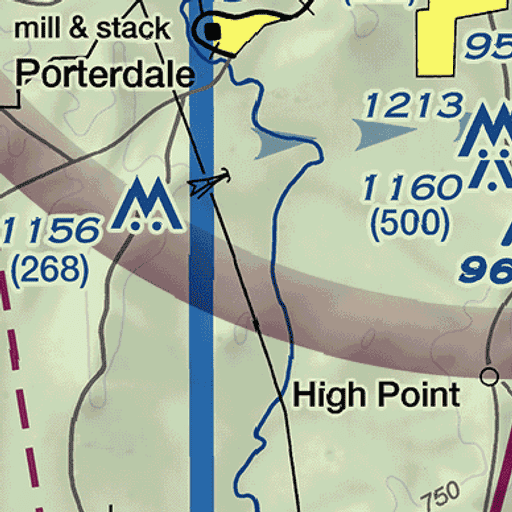 mill & stack
Porterdale
95
1213
1160
(500)
1156
(268)
96
High Point
750